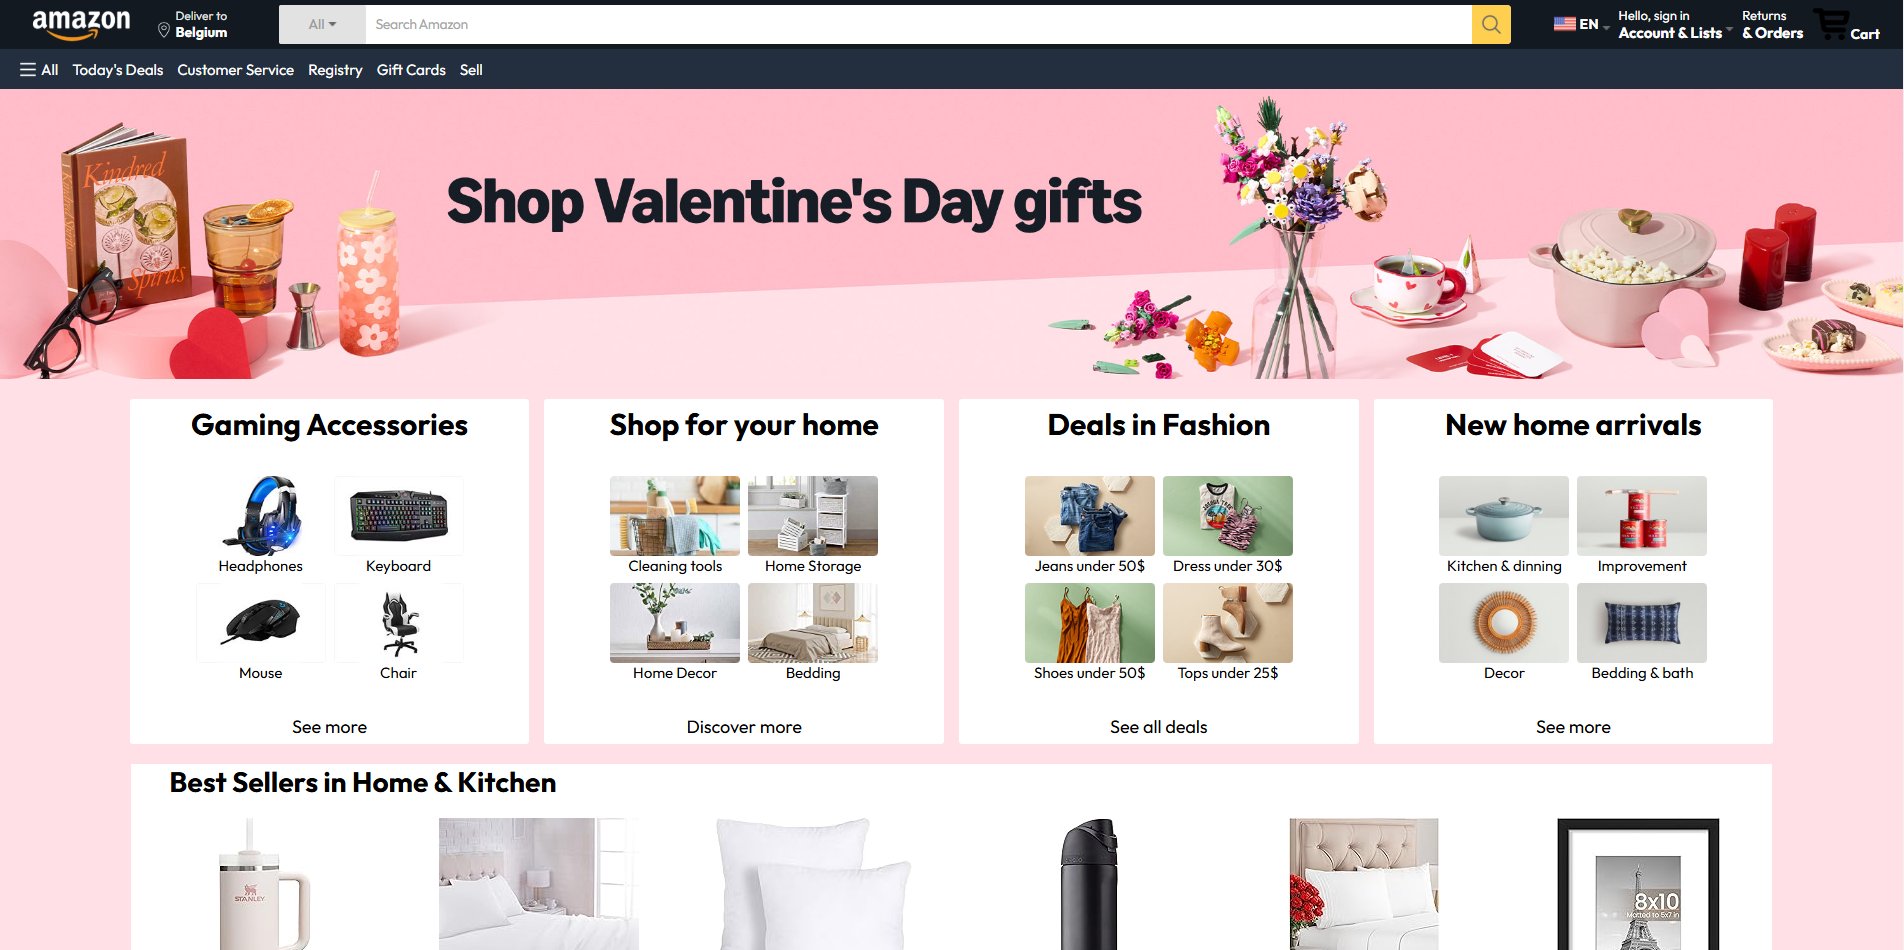 amazon
Deliver to
Belgium
All
Search Amazon
EN
Hello, sign in
Account & Lists
Returns
& Orders
Cart
All
Today's Deals
Customer Service
Registry
Gift Cards
Sell
Kindred
Spirits
Shop Valentine's Day gifts
Gaming Accessories
Headphones
Keyboard
Mouse
Chair
See more
Shop for your home
Cleaning tools
Home Storage
Home Decor
Bedding
Discover more
Deals in Fashion
Jeans under 50$
Dress under 30$
Shoes under 50$
Tops under 25$
See all deals
New home arrivals
Kitchen & dinning
Improvement
Decor
Bedding & bath
See more
Best Sellers in Home & Kitchen
STANLEY
8x10
Matted to 5x7 in